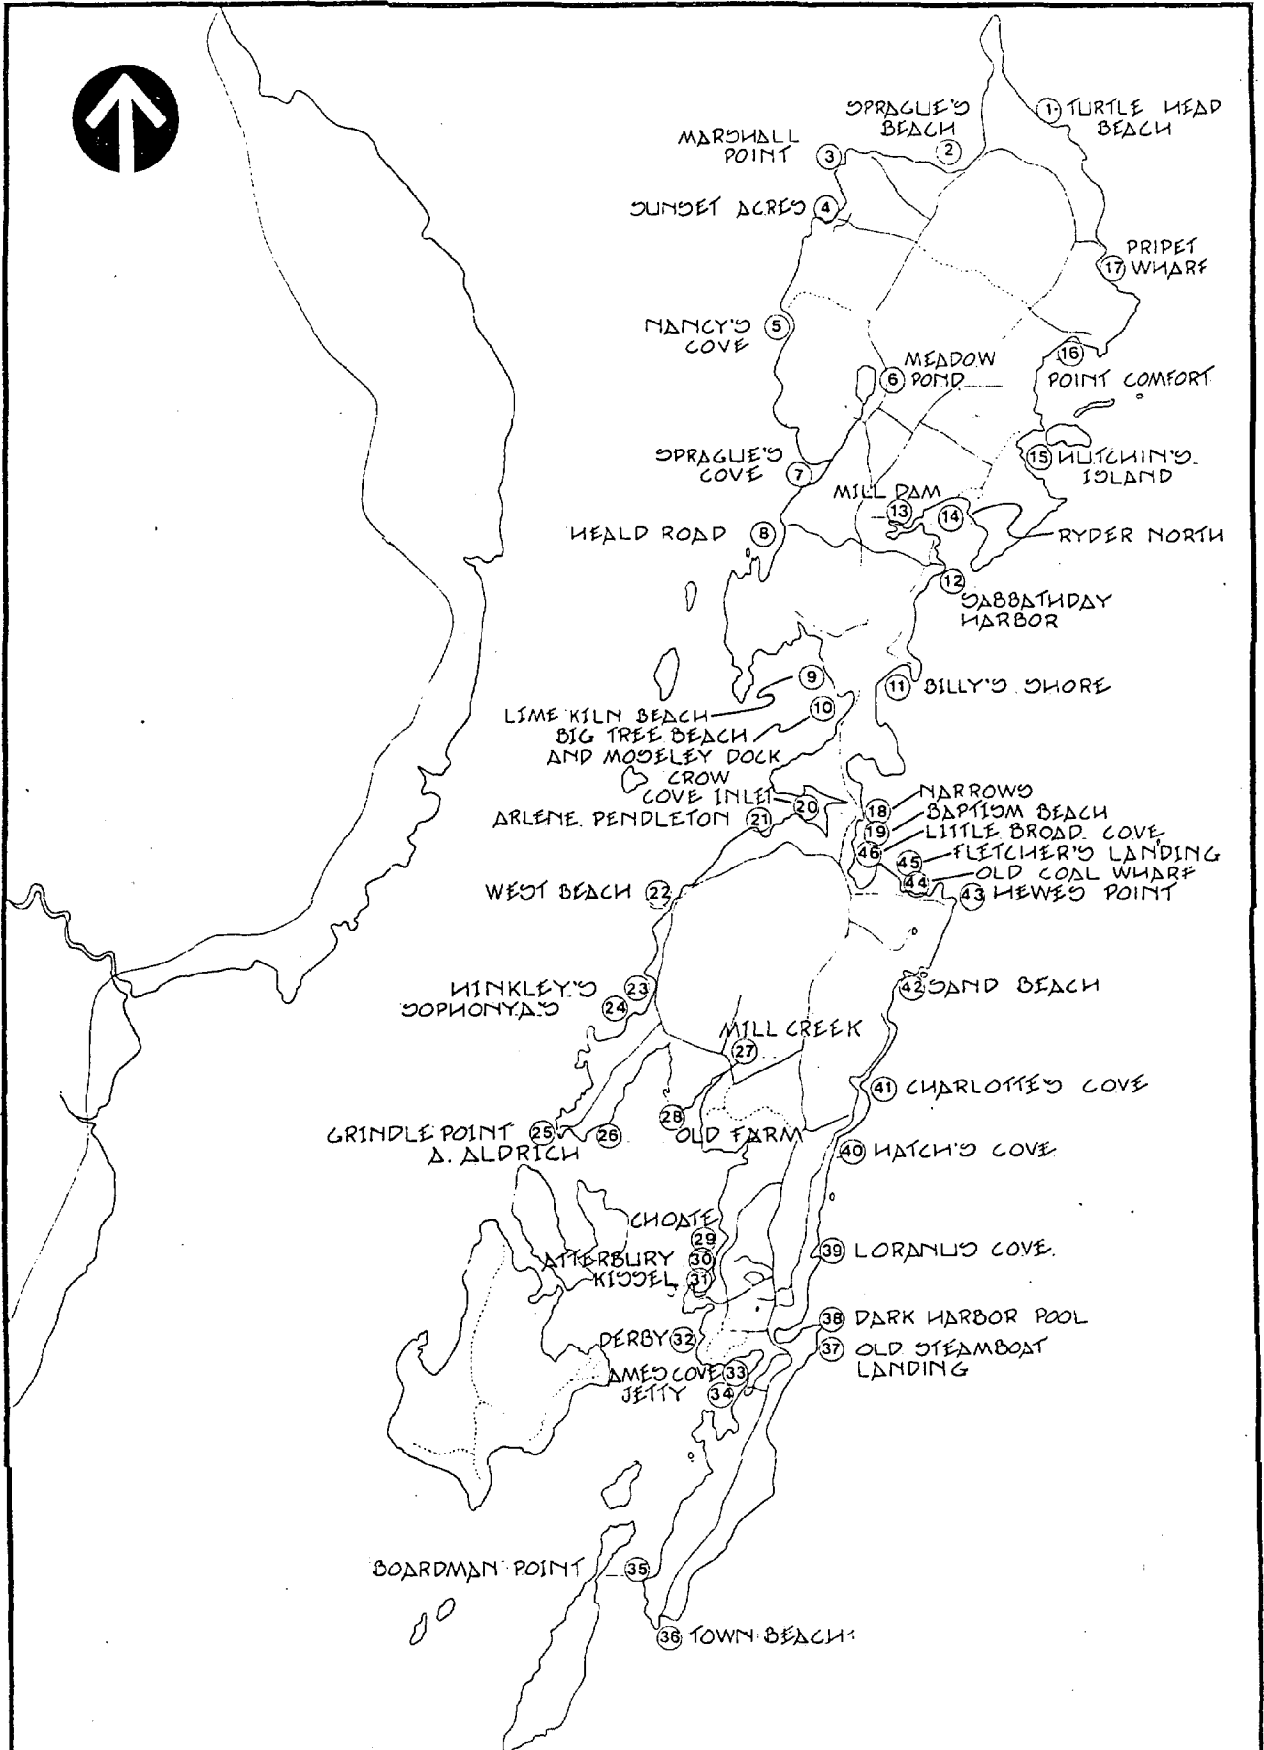 1 TURTLE HEAD
BEACH
SPRAGUE'S
BEACH
2
MARSHALL
POINT 3
SUNSET ACRES 4
PRIPET
17 WHARF
NANCY'S 5
COVE
16
POINT COMFORT
MEADOW
6 POND
SPRAGUE'S
COVE 7
15 HUTCHIN'S
ISLAND
MILL DAM
13
14
HEALD ROAD 8
RYDER NORTH
12
SABBATHDAY
HARBOR
9
11 BILLY'S SHORE
10
LIME KILN BEACH
BIG TREE BEACH
AND MOSELEY DOCK
CROW
COVE INLET 20
ARLENE PENDLETON 21
18 NARROWS
19 BAPTISM BEACH
46 LITTLE BROAD COVE
45 FLETCHER'S LANDING
44 OLD COAL WHARF
43 HEWES POINT
WEST BEACH 22
HINKLEY'S 23
SOPHONYA'S 24
42 SAND BEACH
MILL CREEK
27
41 CHARLOTTE'S COVE
28
OLD FARM
GRINDLE POINT 25
A. ALDRICH 26
40 HATCH'S COVE
CHOATE
29
ATTERBURY 30
KISSEL 31
39 LORANUS COVE
38 DARK HARBOR POOL
37 OLD STEAMBOAT
LANDING
DERBY 32
AMES COVE 33
JETTY 34
BOARDMAN POINT 35
36 TOWN BEACH